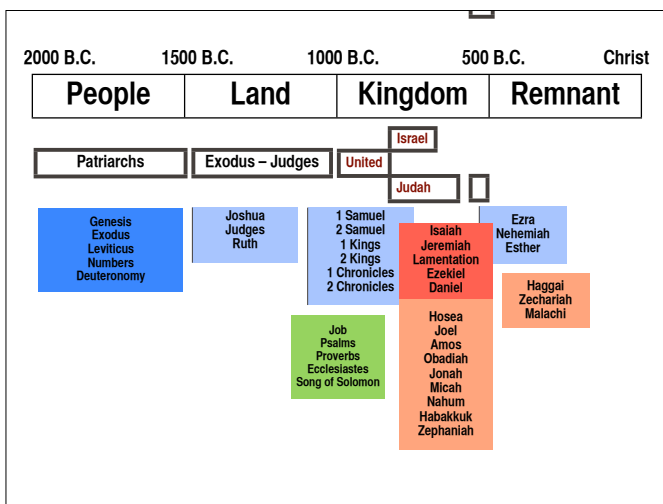 2000 B.C. 1500 B.C. 1000 B.C. 500 B.C. Christ
People Land Kingdom Remnant
Israel
Patriarchs Exodus – Judges United
Judah
Genesis
Exodus
Leviticus
Numbers
Deuteronomy
Joshua
Judges
Ruth
1 Samuel
2 Samuel
1 Kings
2 Kings
1 Chronicles
2 Chronicles
Isaiah
Jeremiah
Lamentation
Ezekiel
Daniel
Ezra
Nehemiah
Esther
Haggai
Zechariah
Malachi
Job
Psalms
Proverbs
Ecclesiastes
Song of Solomon
Hosea
Joel
Amos
Obadiah
Jonah
Micah
Nahum
Habakkuk
Zephaniah